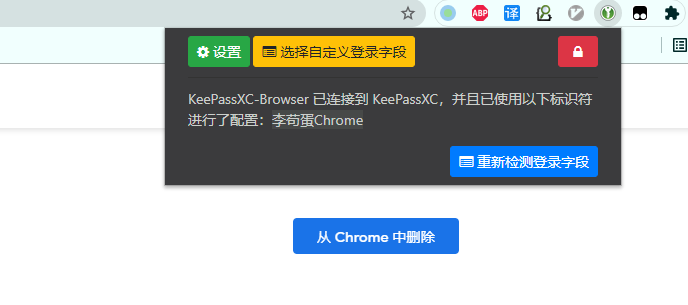 ABP 译
设置 选择自定义登录字段
KeePassXC-Browser 已连接到 KeePassXC，并且已使用以下标识符
进行了配置：李荀蛋Chrome
重新检测登录字段
从 Chrome 中删除